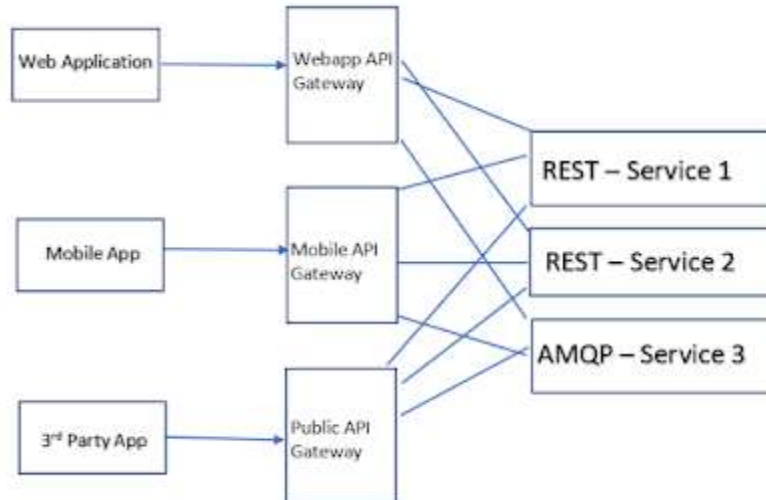 Web Application
Webapp API
Gateway
REST – Service 1
Mobile App
Mobile API
Gateway
REST – Service 2
AMQP – Service 3
3rd Party App
Public API
Gateway